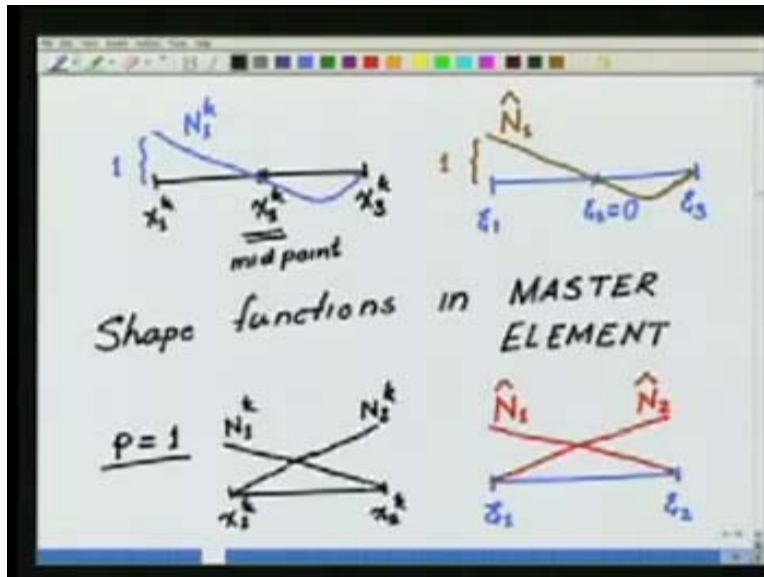 N₁ᵏ
N̂₁
1
1
x₁ᵏ
x₂ᵏ
x₃ᵏ
ξ₁
ξ₂=0
ξ₃
mid point
Shape functions in MASTER
ELEMENT
P=1
N₁ᵏ
N₂ᵏ
N̂₁
N̂₂
x₁ᵏ
x₂ᵏ
ξ₁
ξ₂